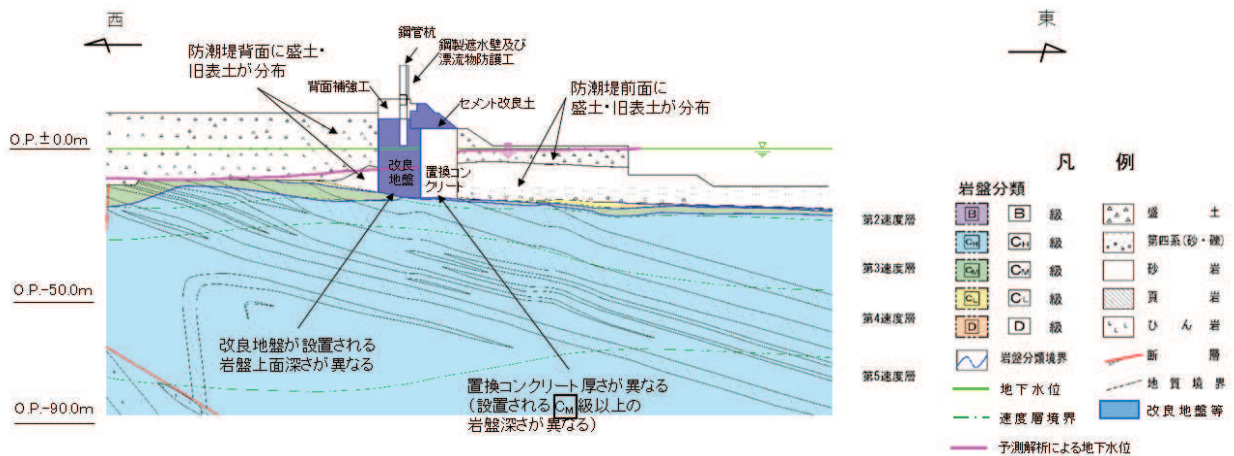 西
東
鋼管杭
鋼製遮水壁及び
漂流物防護工
防潮堤背面に盛土・
旧表土が分布
背面補強工
セメント改良土
防潮堤前面に
盛土・旧表土が分布
O.P.±0.0m
改良
地盤
置換コン
クリート
O.P.-50.0m
改良地盤が設置される
岩盤上面深さが異なる
置換コンクリート厚さが異なる
(設置されるCM級以上の
岩盤深さが異なる)
O.P.-90.0m
第2速度層
第3速度層
第4速度層
第5速度層
凡 例
岩盤分類
B B 級
CH CH 級
CM CM 級
CL CL 級
D D 級
岩盤分類境界
地下水位
速度層境界
予測解析による地下水位
盛 土
第四系(砂・礫)
砂 岩
頁 岩
ひん岩
断 層
地質境界
改良地盤等